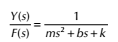 Y(s)/F(s) = 1/(ms² + bs + k)